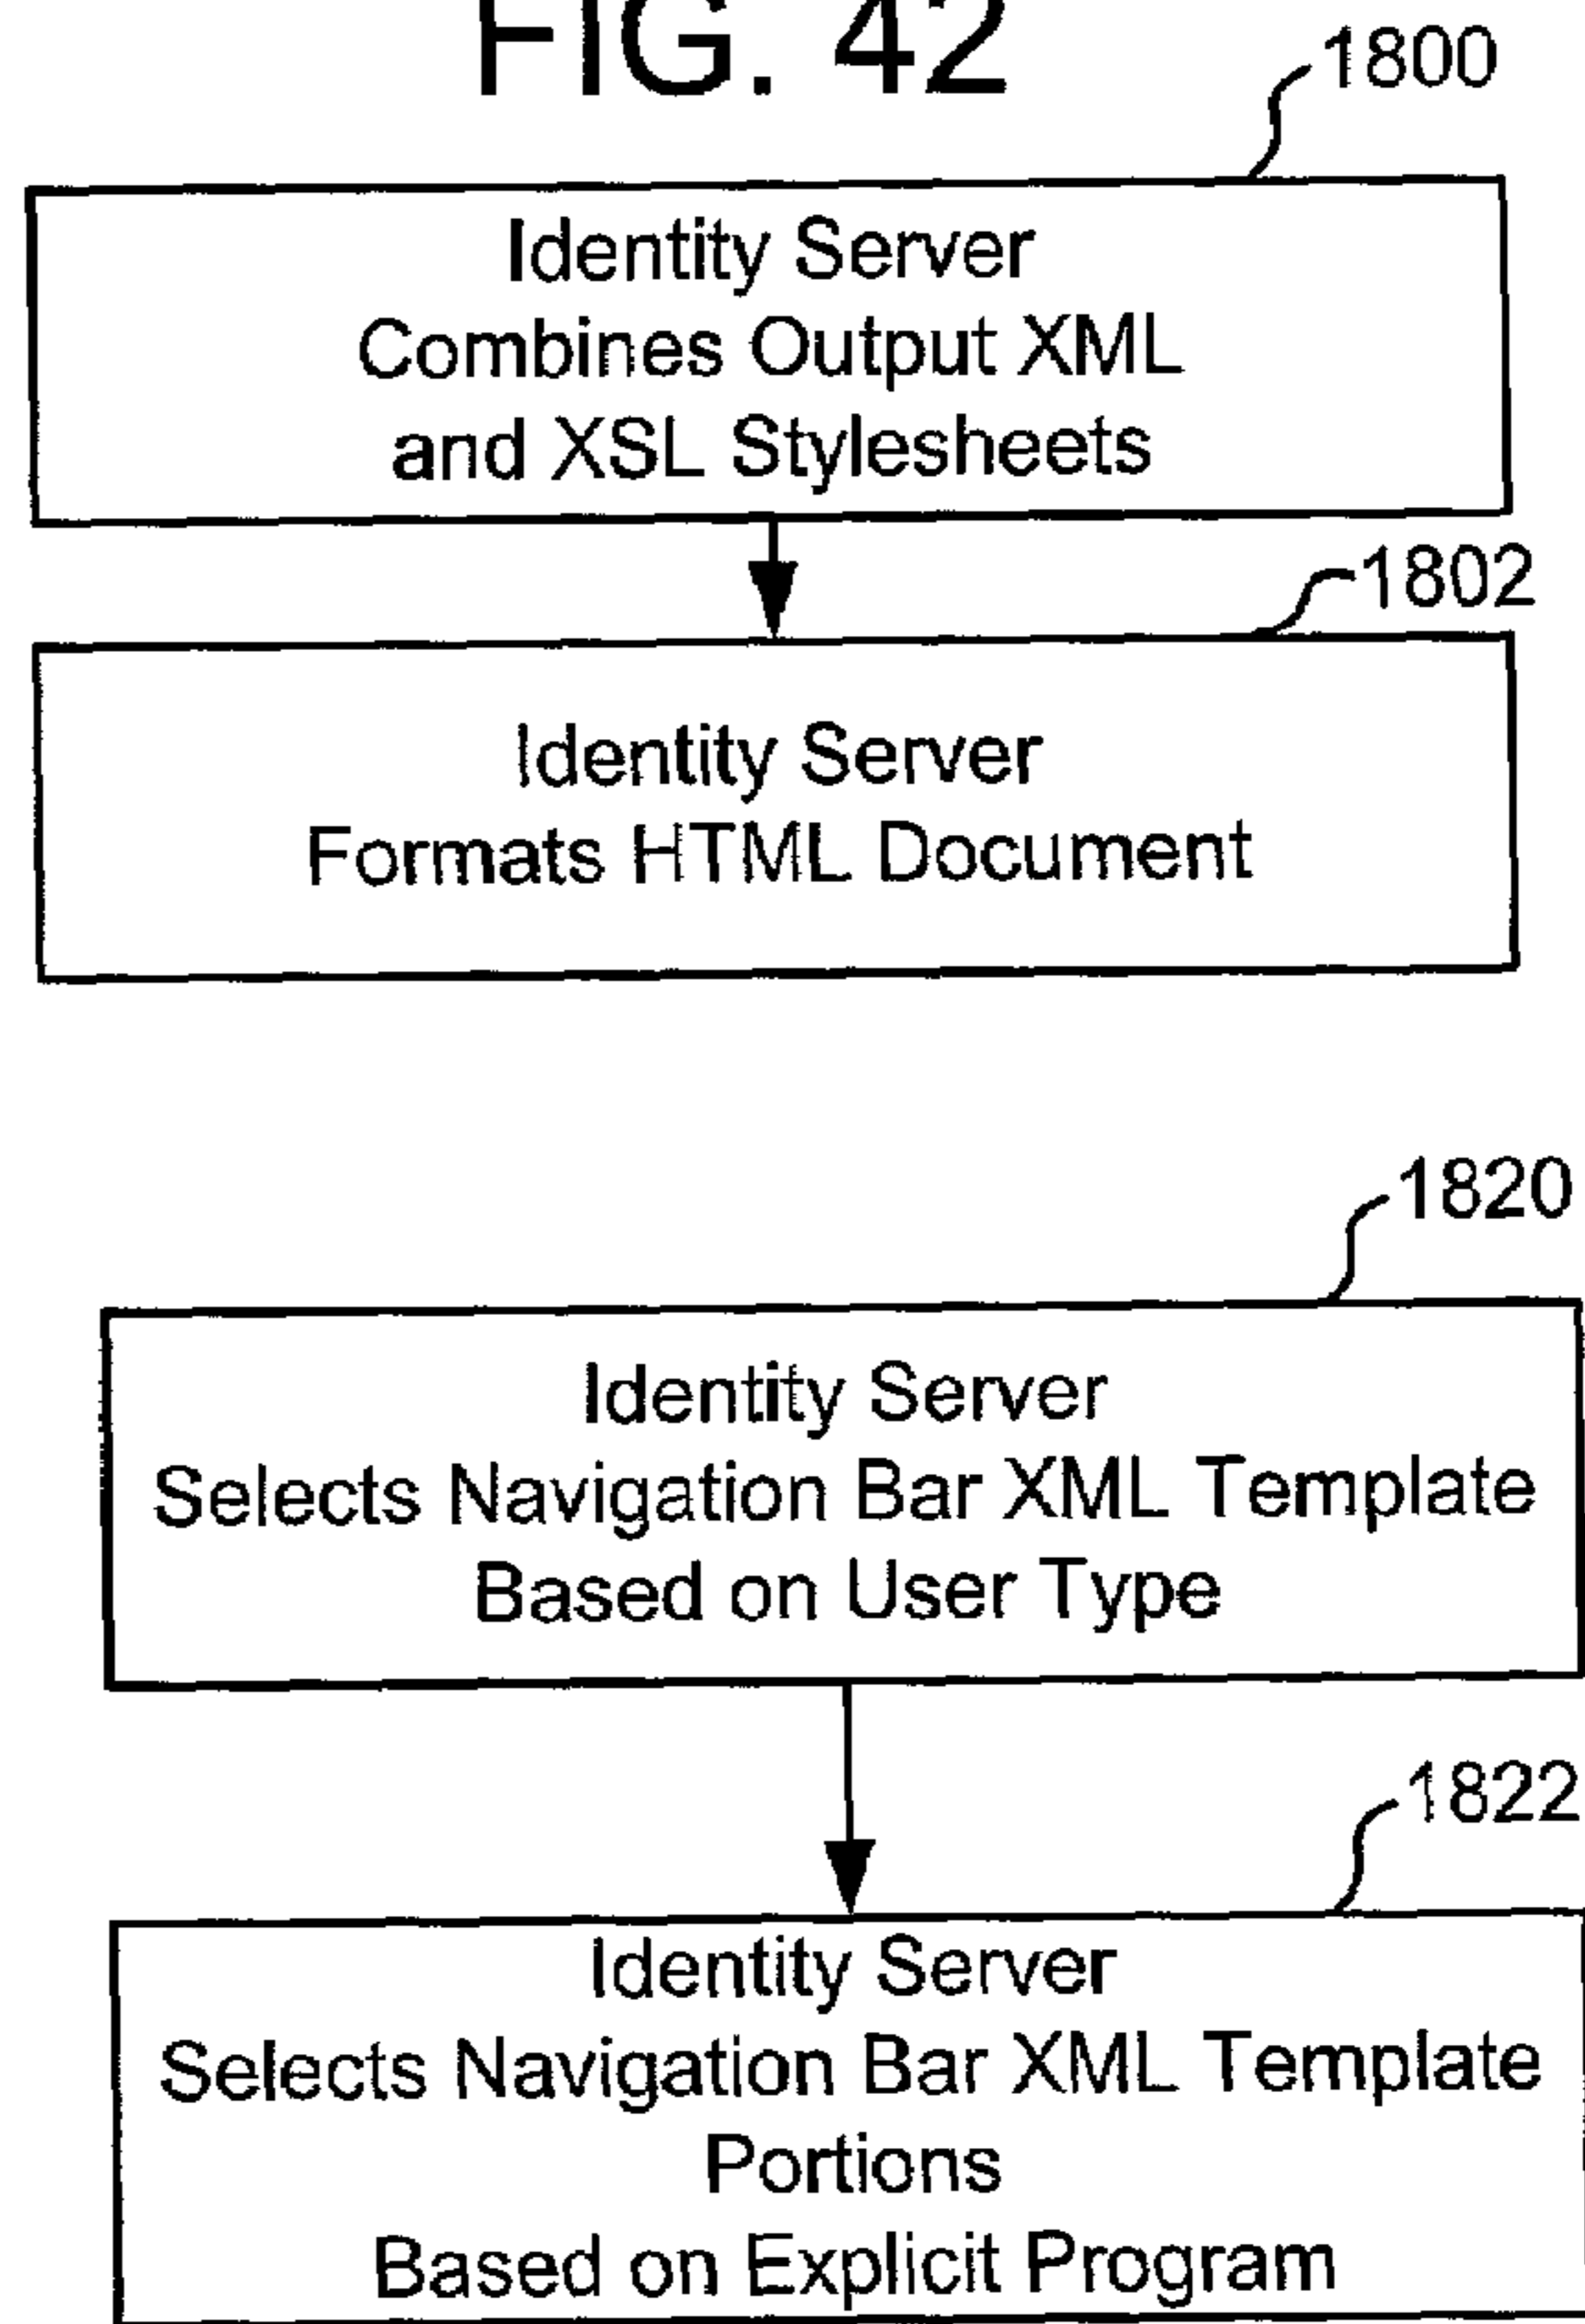 FIG. 42
1800
Identity Server
Combines Output XML
and XSL Stylesheets
1802
Identity Server
Formats HTML Document
1820
Identity Server
Selects Navigation Bar XML Template
Based on User Type
1822
Identity Server
Selects Navigation Bar XML Template
Portions
Based on Explicit Program